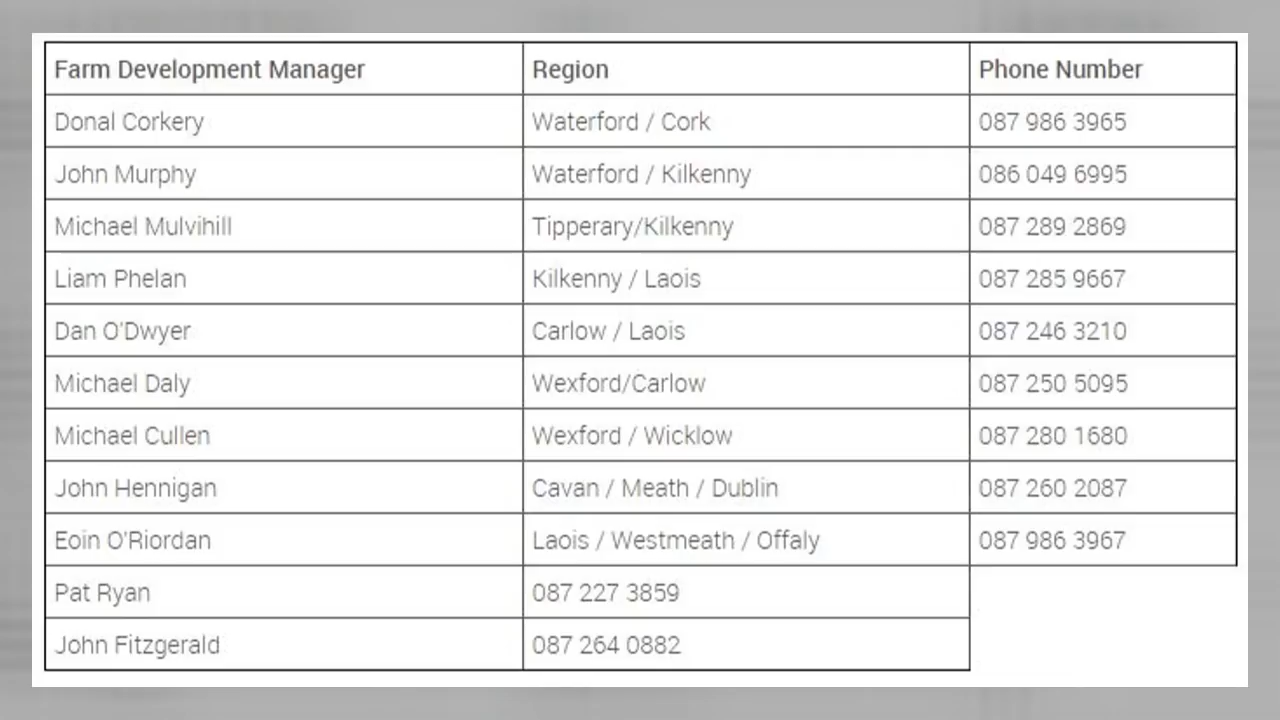 Farm Development Manager Region Phone Number
Donal Corkery Waterford / Cork 087 986 3965
John Murphy Waterford / Kilkenny 086 049 6995
Michael Mulvihill Tipperary/Kilkenny 087 289 2869
Liam Phelan Kilkenny / Laois 087 285 9667
Dan O'Dwyer Carlow / Laois 087 246 3210
Michael Daly Wexford/Carlow 087 250 5095
Michael Cullen Wexford / Wicklow 087 280 1680
John Hennigan Cavan / Meath / Dublin 087 260 2087
Eoin O'Riordan Laois / Westmeath / Offaly 087 986 3967
Pat Ryan 087 227 3859
John Fitzgerald 087 264 0882